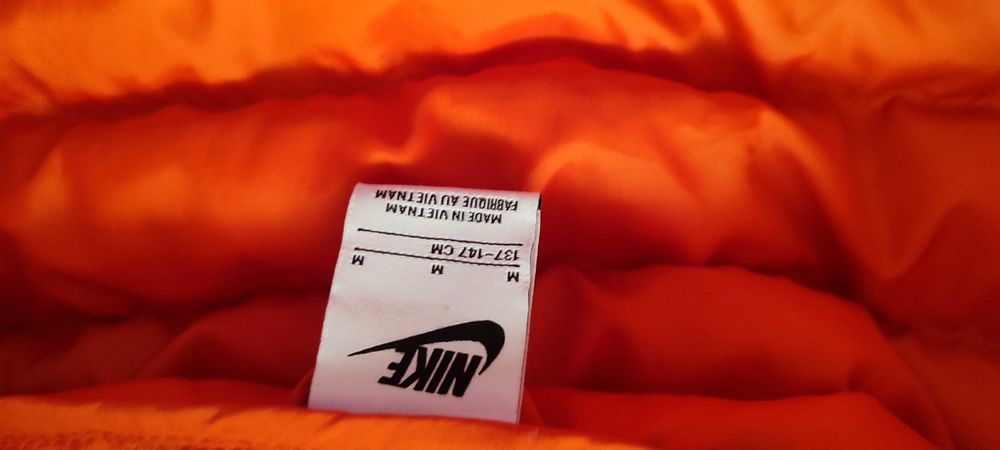 NIKE
M M M
137-147 CM
MADE IN VIETNAM
FABRIQUE AU VIETNAM